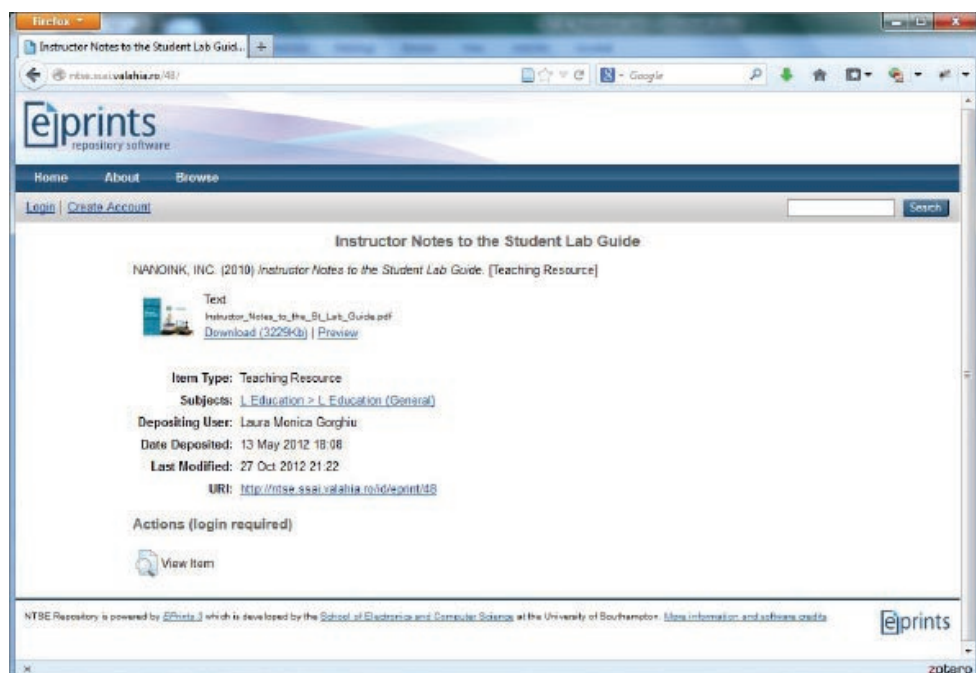 Firefox
Instructor Notes to the Student Lab Guid...
ntse.ssai.valahia.ro/48/
Google
eprints
repository software
Home About Browse
Login | Create Account
Search
Instructor Notes to the Student Lab Guide
NANOINK, INC. (2010) Instructor Notes to the Student Lab Guide. [Teaching Resource]
Text
Instructor_Notes_to_the_St_Lab_Guide.pdf
Download (3229Kb) | Preview
Item Type: Teaching Resource
Subjects: L Education > L Education (General)
Depositing User: Laura Monica Gorghiu
Date Deposited: 13 May 2012 18:08
Last Modified: 27 Oct 2012 21:22
URI: http://ntse.ssai.valahia.ro/id/eprint/48
Actions (login required)
View Item
NTSE Repository is powered by EPrints 3 which is developed by the School of Electronics and Computer Science at the University of Southampton. More information and software credits
eprints
zotero